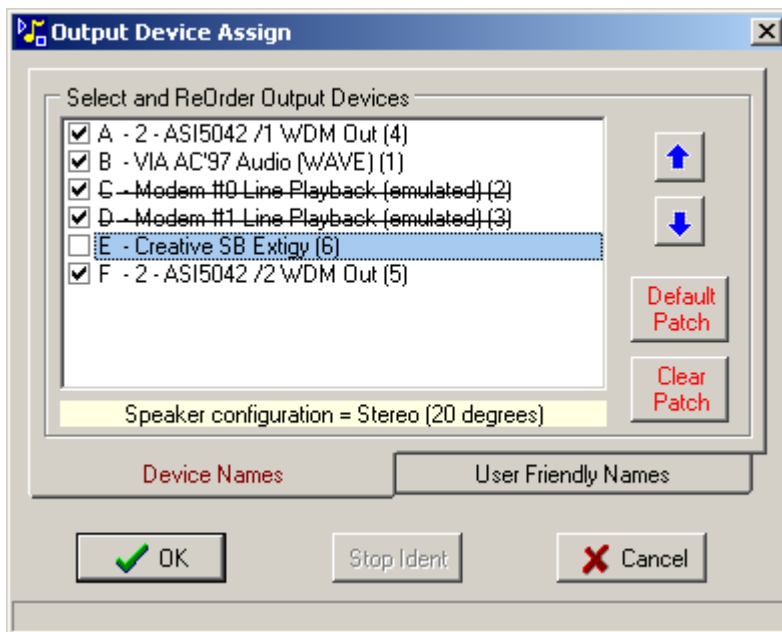 Output Device Assign
Select and ReOrder Output Devices
A - 2 - ASI5042 /1 WDM Out (4)
B - VIA AC'97 Audio (WAVE) (1)
C - Modem #0 Line Playback (emulated) (2)
D - Modem #1 Line Playback (emulated) (3)
E - Creative SB Extigy (6)
F - 2 - ASI5042 /2 WDM Out (5)
Default
Patch
Clear
Patch
Speaker configuration = Stereo (20 degrees)
Device Names
User Friendly Names
OK
Stop Ident
Cancel